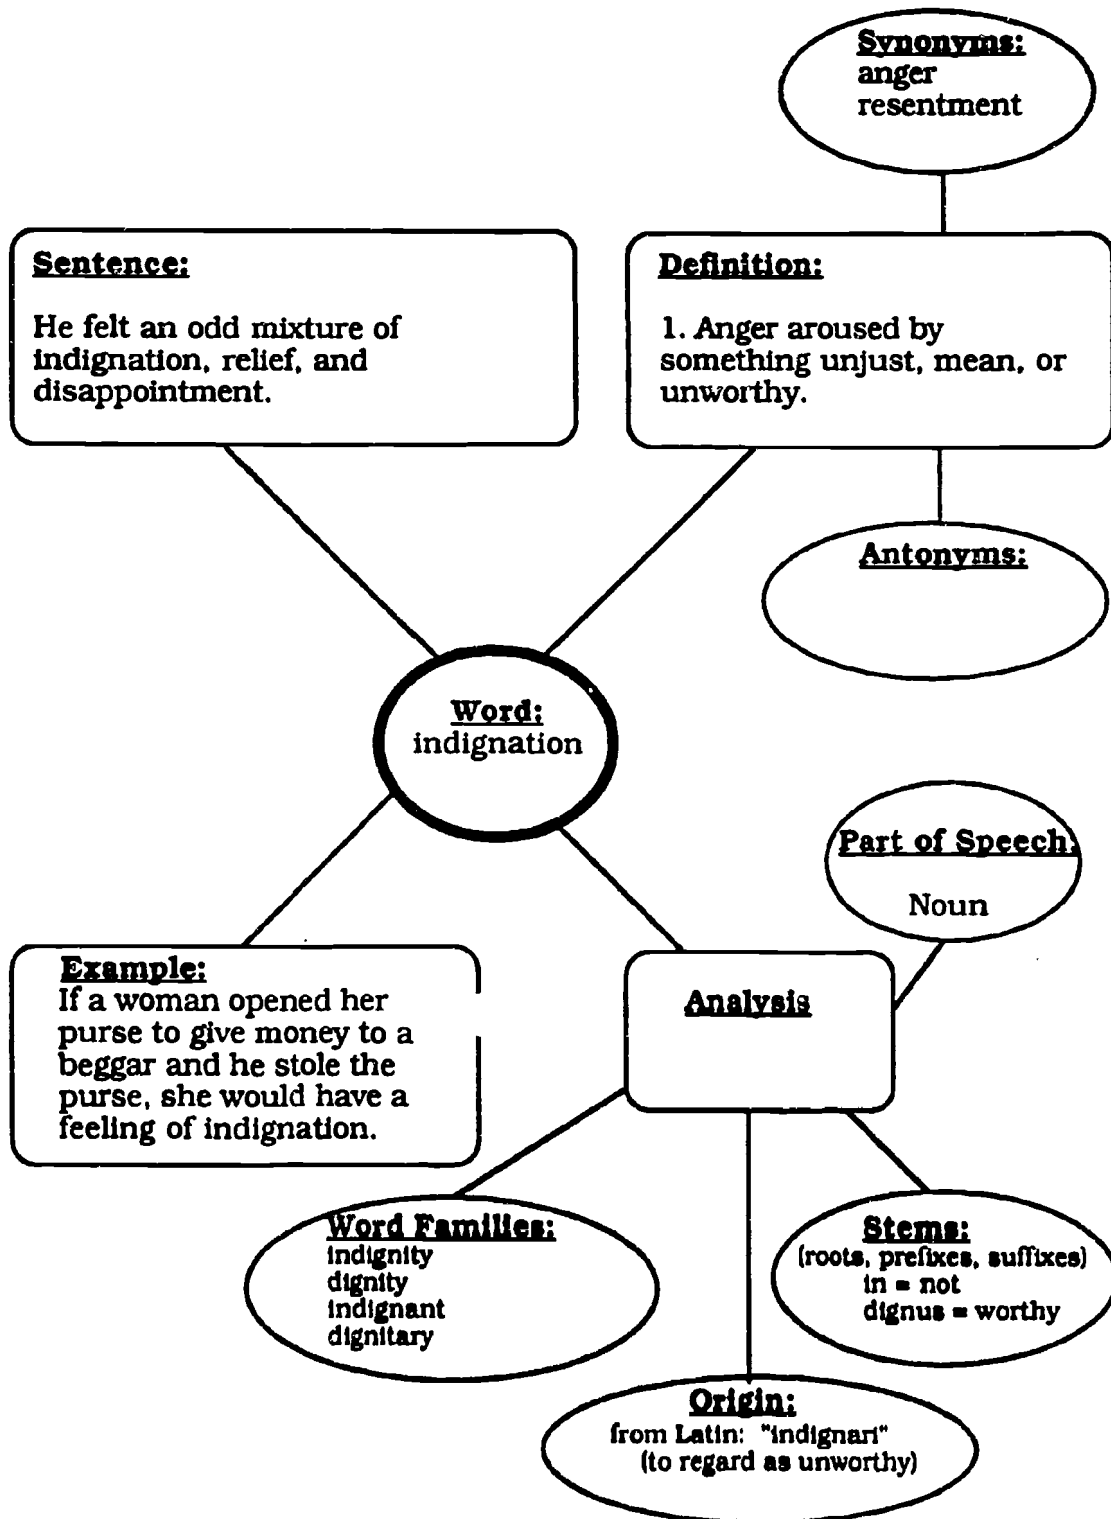 Synonyms:
anger
resentment
Sentence:
He felt an odd mixture of
indignation, relief, and
disappointment.
Definition:
1. Anger aroused by
something unjust, mean, or
unworthy.
Antonyms:
Word:
indignation
Part of Speech:
Noun
Example:
If a woman opened her
purse to give money to a
beggar and he stole the
purse, she would have a
feeling of indignation.
Analysis
Word Families:
indignity
dignity
indignant
dignitary
Stems:
(roots, prefixes, suffixes)
in = not
dignus = worthy
Origin:
from Latin: "indignari"
(to regard as unworthy)